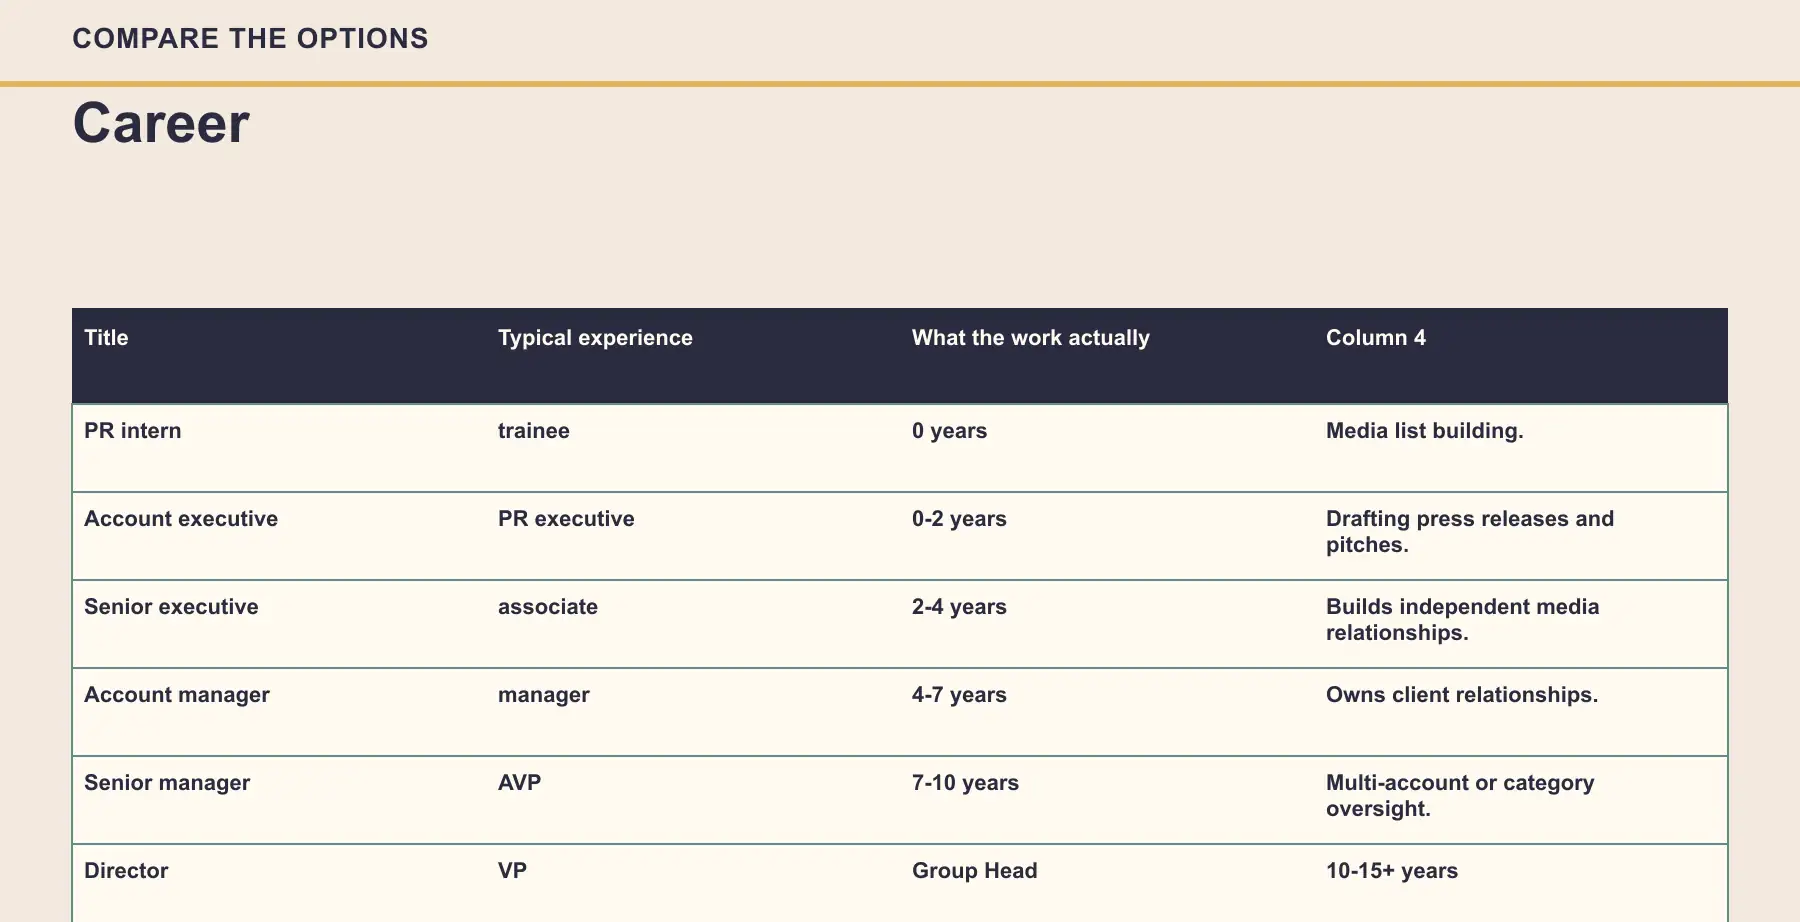 COMPARE THE OPTIONS
Career
Title Typical experience What the work actually Column 4
PR intern trainee 0 years Media list building.
Account executive PR executive 0-2 years Drafting press releases and
pitches.
Senior executive associate 2-4 years Builds independent media
relationships.
Account manager manager 4-7 years Owns client relationships.
Senior manager AVP 7-10 years Multi-account or category
oversight.
Director VP Group Head 10-15+ years